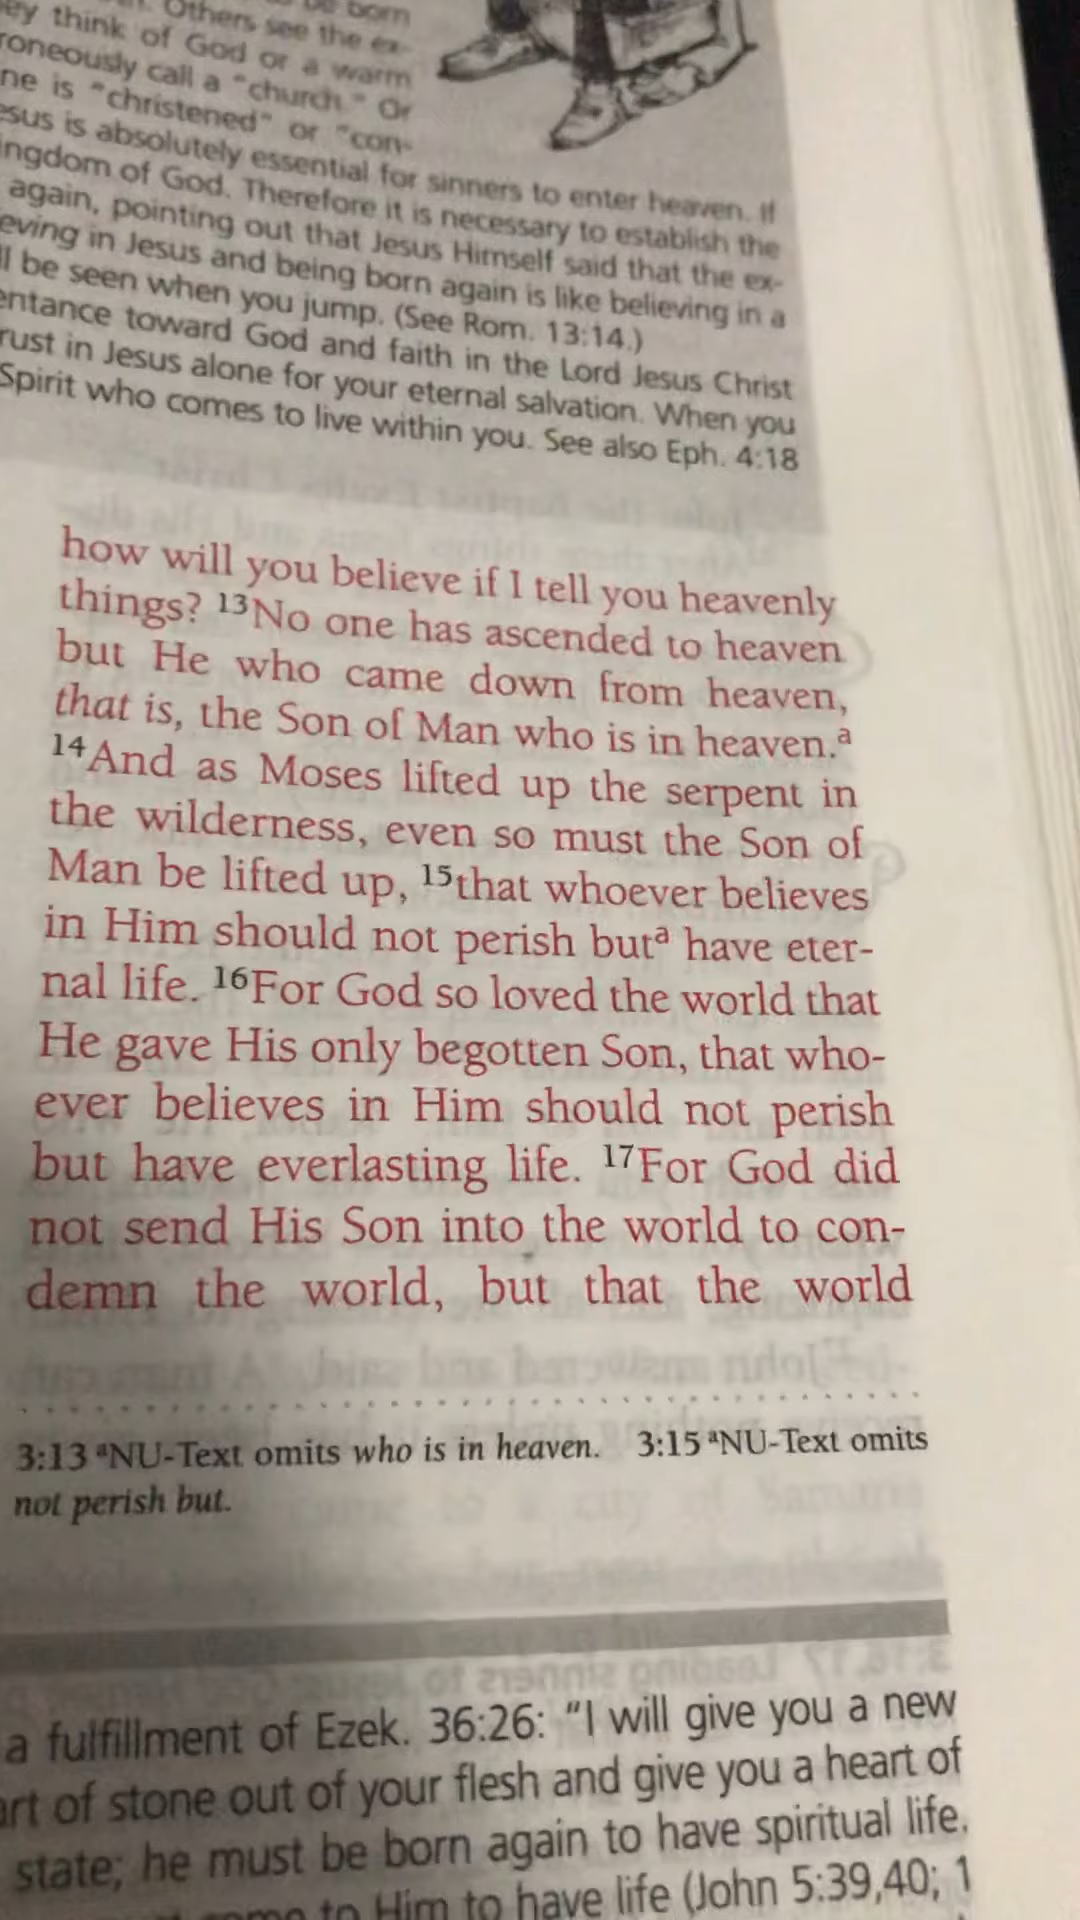 be born
Others see the ex-
ey think of God or a warm
roneously call a "church." Or
ne is "christened" or "con-
esus is absolutely essential for sinners to enter heaven. If
ingdom of God. Therefore it is necessary to establish the
again, pointing out that Jesus Himself said that the ex-
eving in Jesus and being born again is like believing in a
ll be seen when you jump. (See Rom. 13:14.)
entance toward God and faith in the Lord Jesus Christ
rust in Jesus alone for your eternal salvation. When you
Spirit who comes to live within you. See also Eph. 4:18
how will you believe if I tell you heavenly
things? 13No one has ascended to heaven
but He who came down from heaven,
that is, the Son of Man who is in heaven.a
14And as Moses lifted up the serpent in
the wilderness, even so must the Son of
Man be lifted up, 15that whoever believes
in Him should not perish buta have eter-
nal life. 16For God so loved the world that
He gave His only begotten Son, that who-
ever believes in Him should not perish
but have everlasting life. 17For God did
not send His Son into the world to con-
demn the world, but that the world
3:13 aNU-Text omits who is in heaven. 3:15 aNU-Text omits
not perish but.
a fulfillment of Ezek. 36:26: "I will give you a new
art of stone out of your flesh and give you a heart of
state; he must be born again to have spiritual life.
to Him to have life (John 5:39,40; 1